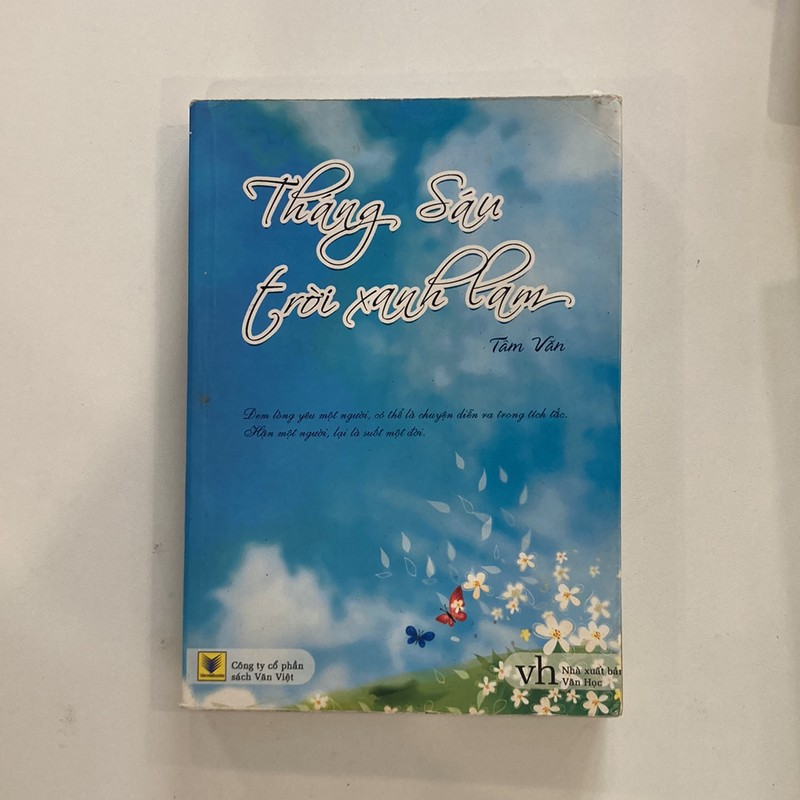 Tháng Sáu
trời xanh lam
Tâm Văn
Đem lòng yêu một người, có thể là chuyện diễn ra trong tích tắc.
Hận một người, lại là suốt một đời.
Công ty cổ phần
sách Văn Việt
vh
Nhà xuất bản
Văn Học